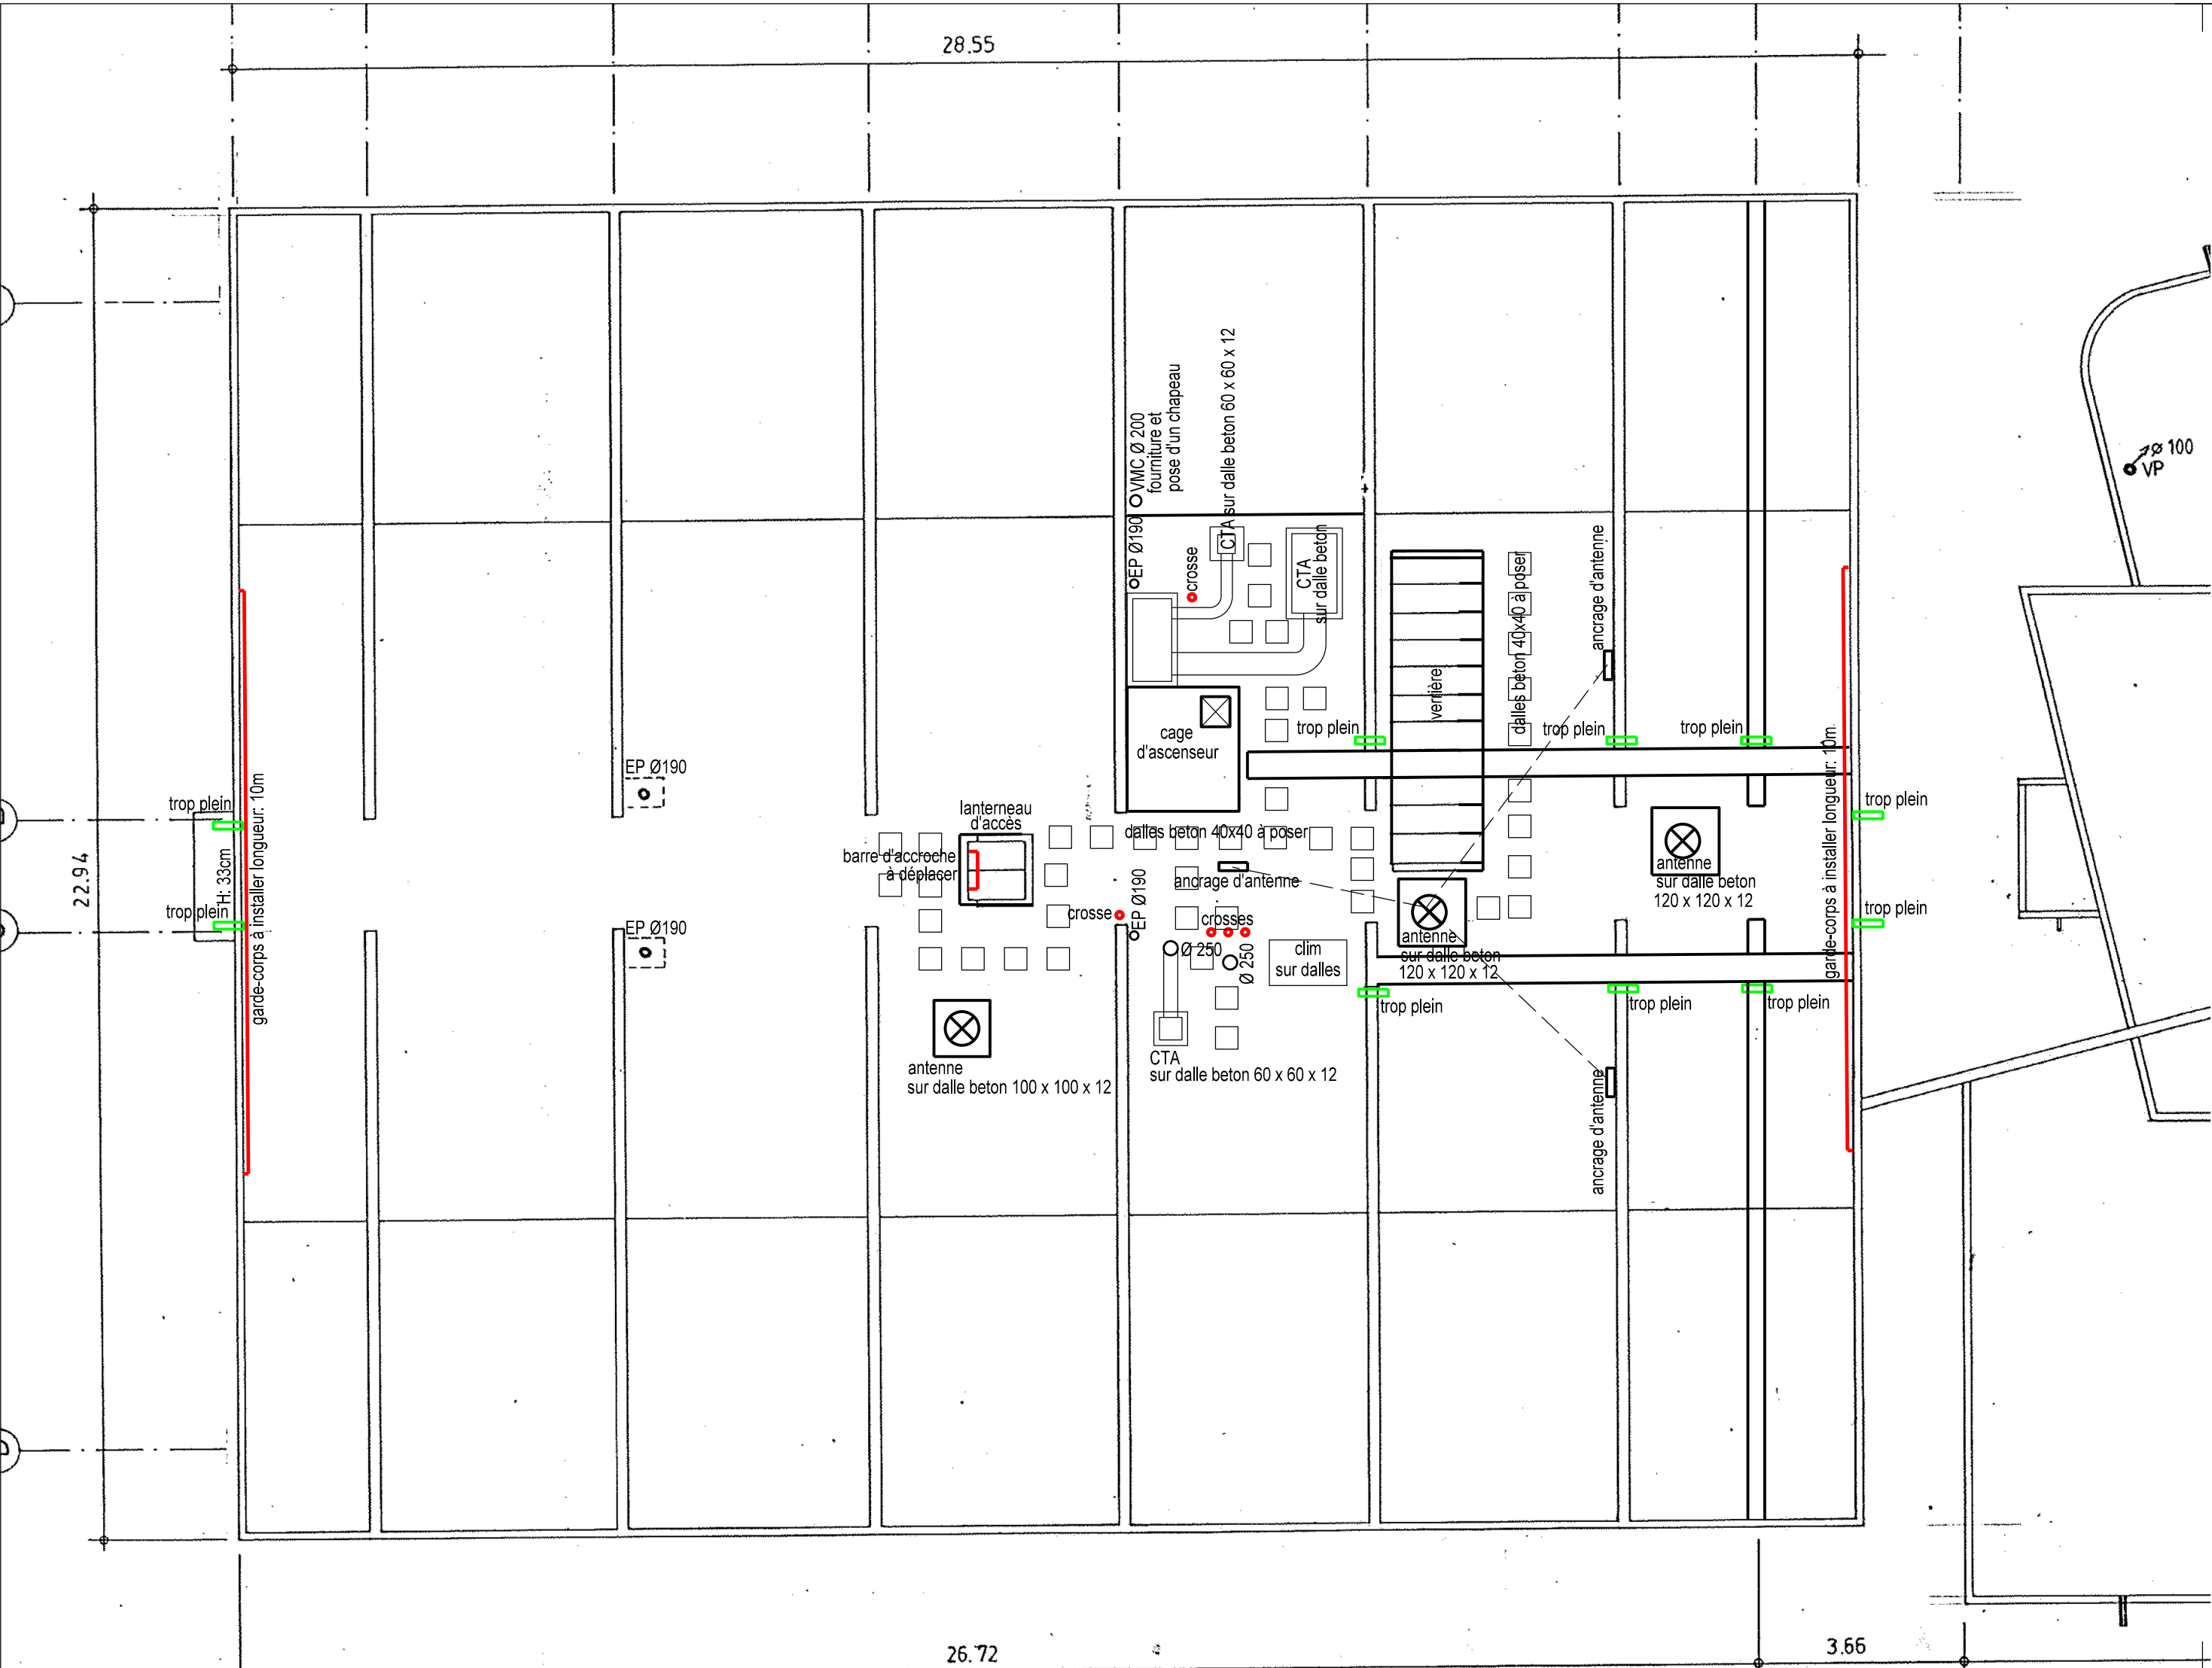 28.55
VMC Ø 200
fourniture et
pose d'un chapeau
CTA sur dalle beton 60 x 60 x 12
Ø 100
VP
EP Ø190
crosse
CTA
sur dalle beton
dalles beton 40x40 à poser
ancrage d'antenne
verrière
cage
d'ascenseur
trop plein
trop plein
trop plein
EP Ø190
trop plein
H: 33cm
garde-corps à installer longueur: 10m
trop plein
22.94
lanterneau
d'accès
barre d'accroche
à déplacer
dalles beton 40x40 à poser
ancrage d'antenne
EP Ø190
crosse
crosses
Ø 250
Ø 250
clim
sur dalles
antenne
sur dalle beton
120 x 120 x 12
antenne
sur dalle beton
120 x 120 x 12
garde-corps à installer longueur: 10m
trop plein
trop plein
EP Ø190
trop plein
trop plein
trop plein
antenne
sur dalle beton 100 x 100 x 12
CTA
sur dalle beton 60 x 60 x 12
ancrage d'antenne
26.72
3.66